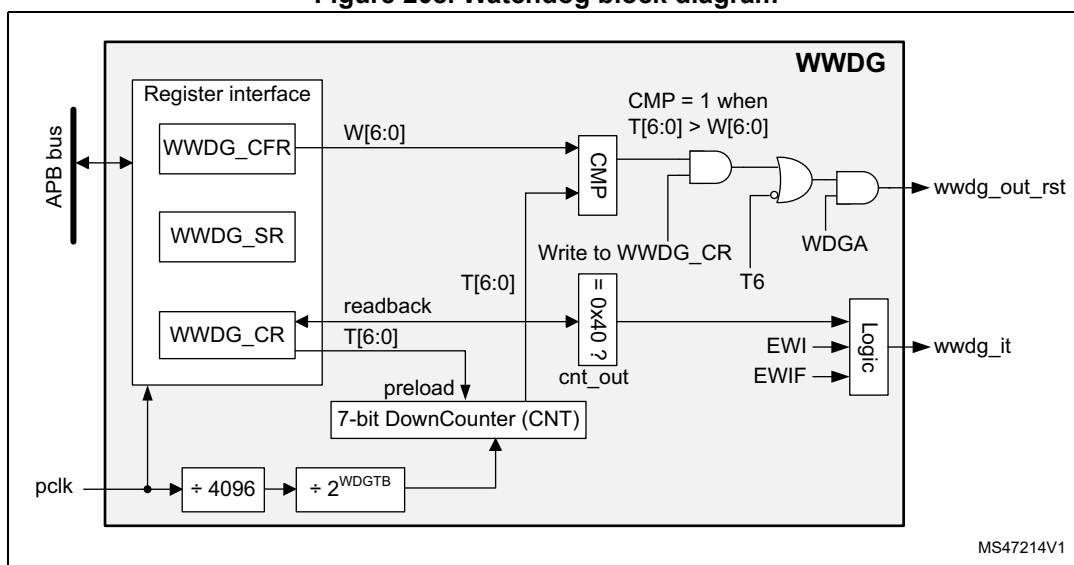 Figure Watchdog block diagram
WWDG
Register interface
CMP = 1 when
T[6:0] > W[6:0]
APB bus
WWDG_CFR
W[6:0]
CMP
wwdg_out_rst
WWDG_SR
Write to WWDG_CR
WDGA
T6
T[6:0]
readback
= 0x40 ?
WWDG_CR
T[6:0]
Logic
EWI
wwdg_it
EWIF
cnt_out
preload
7-bit DownCounter (CNT)
pclk
÷ 4096
÷ 2^WDGTB
MS47214V1